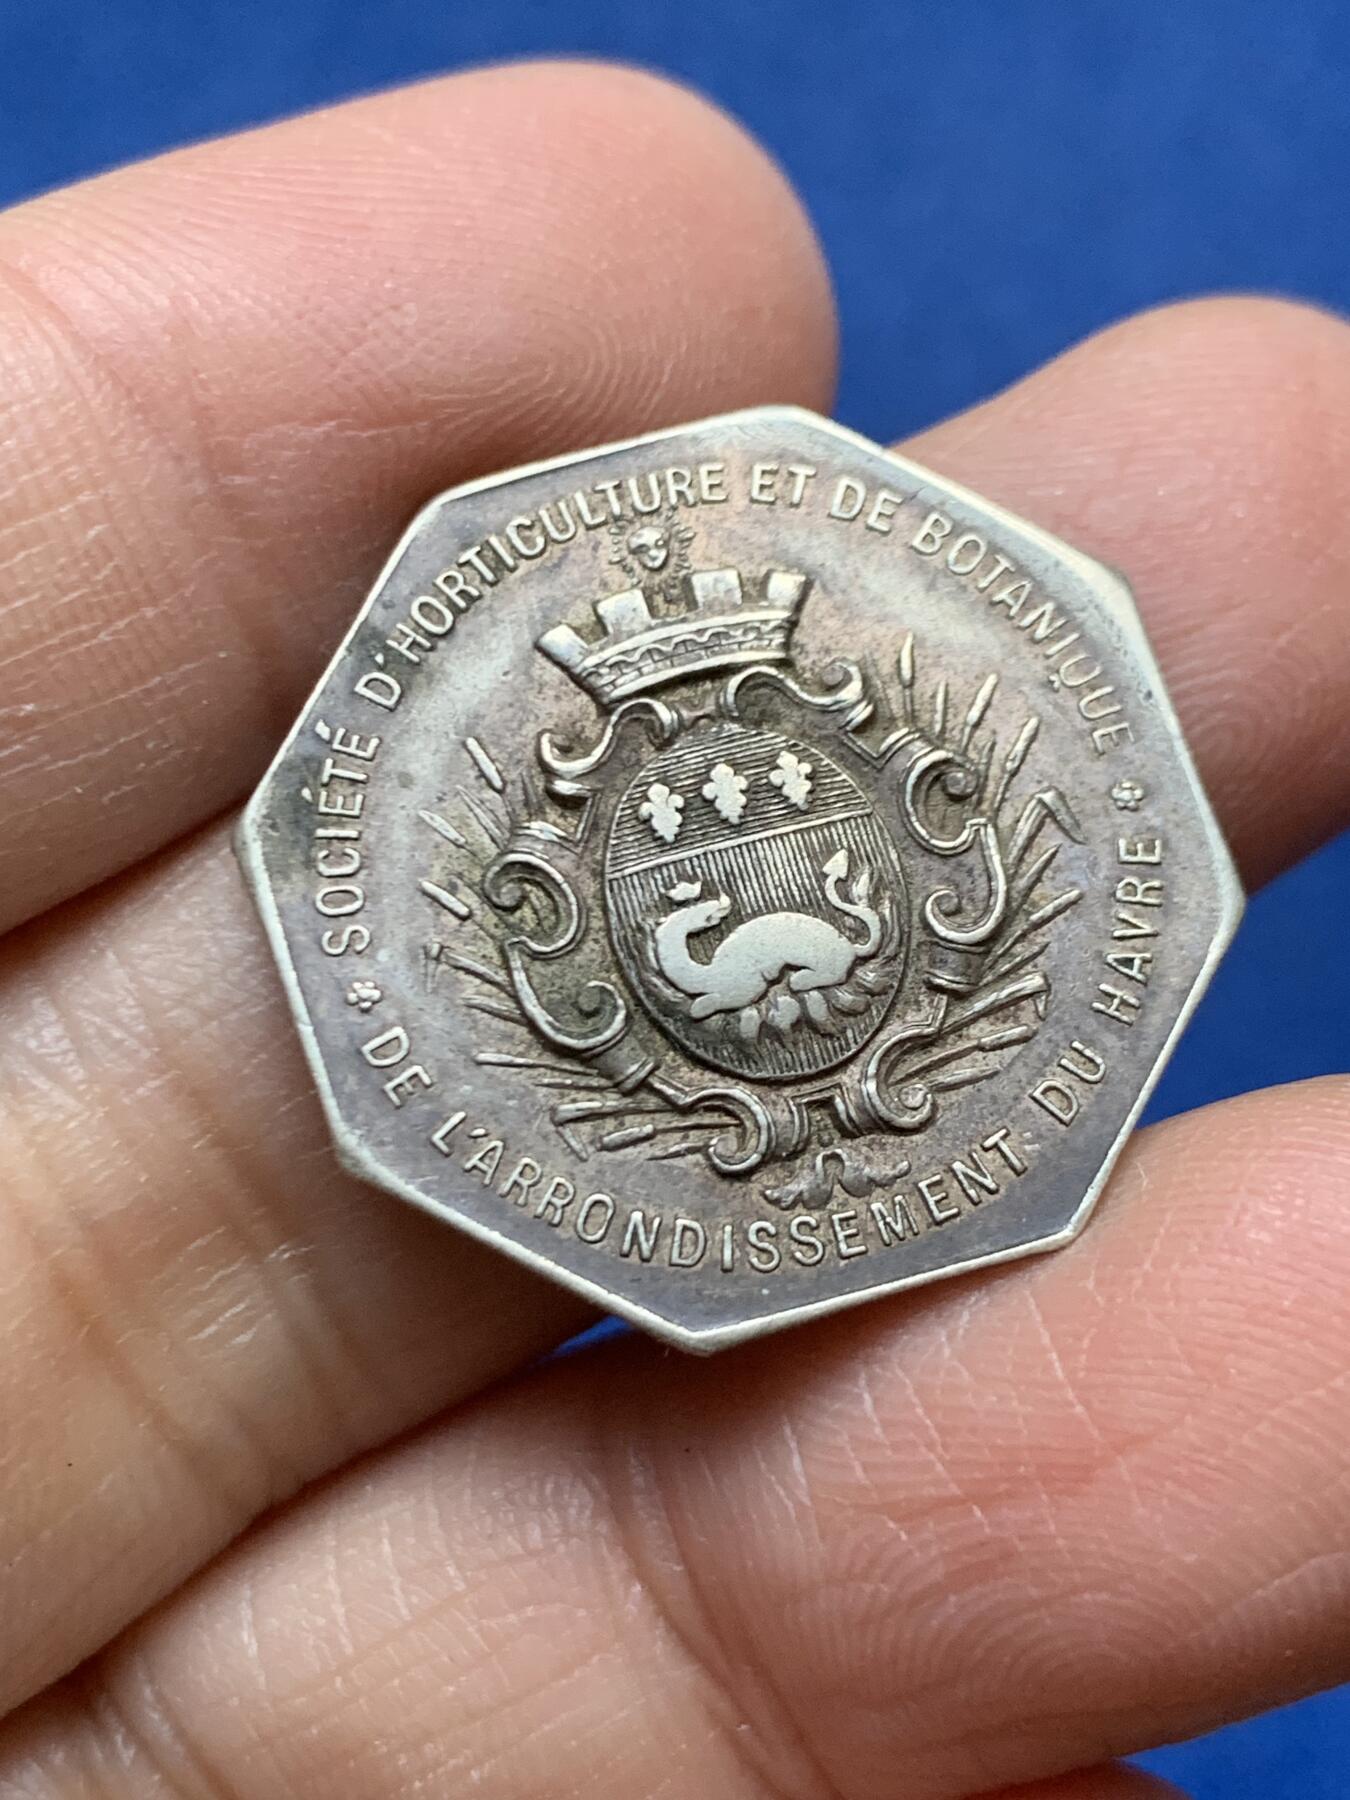 SOCIÉTÉ D'HORTICULTURE ET DE BOTANIQUE
DE L'ARRONDISSEMENT DU HAVRE